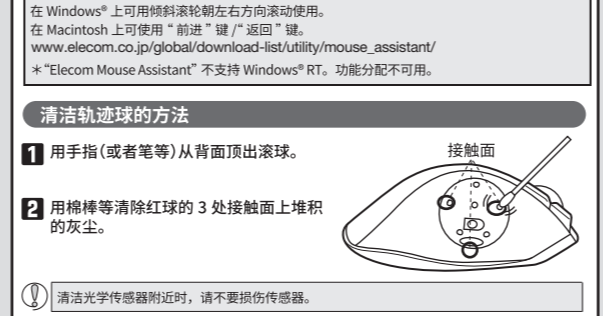 在 Windows® 上可用倾斜滚轮朝左右方向滚动使用。
在 Macintosh 上可使用“ 前进 ” 键 /“ 返回 ” 键。
www.elecom.co.jp/global/download-list/utility/mouse_assistant/
＊“Elecom Mouse Assistant” 不支持 Windows® RT。功能分配不可用。
清洁轨迹球的方法
1 用手指（或者笔等）从背面顶出滚球。
接触面
2 用棉棒等清除红球的 3 处接触面上堆积
的灰尘。
清洁光学传感器附近时，请不要损伤传感器。